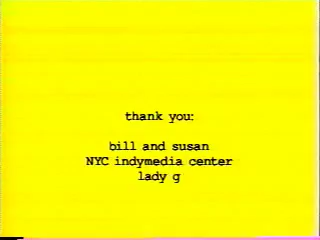 thank you:
bill and susan
NYC indymedia center
lady g